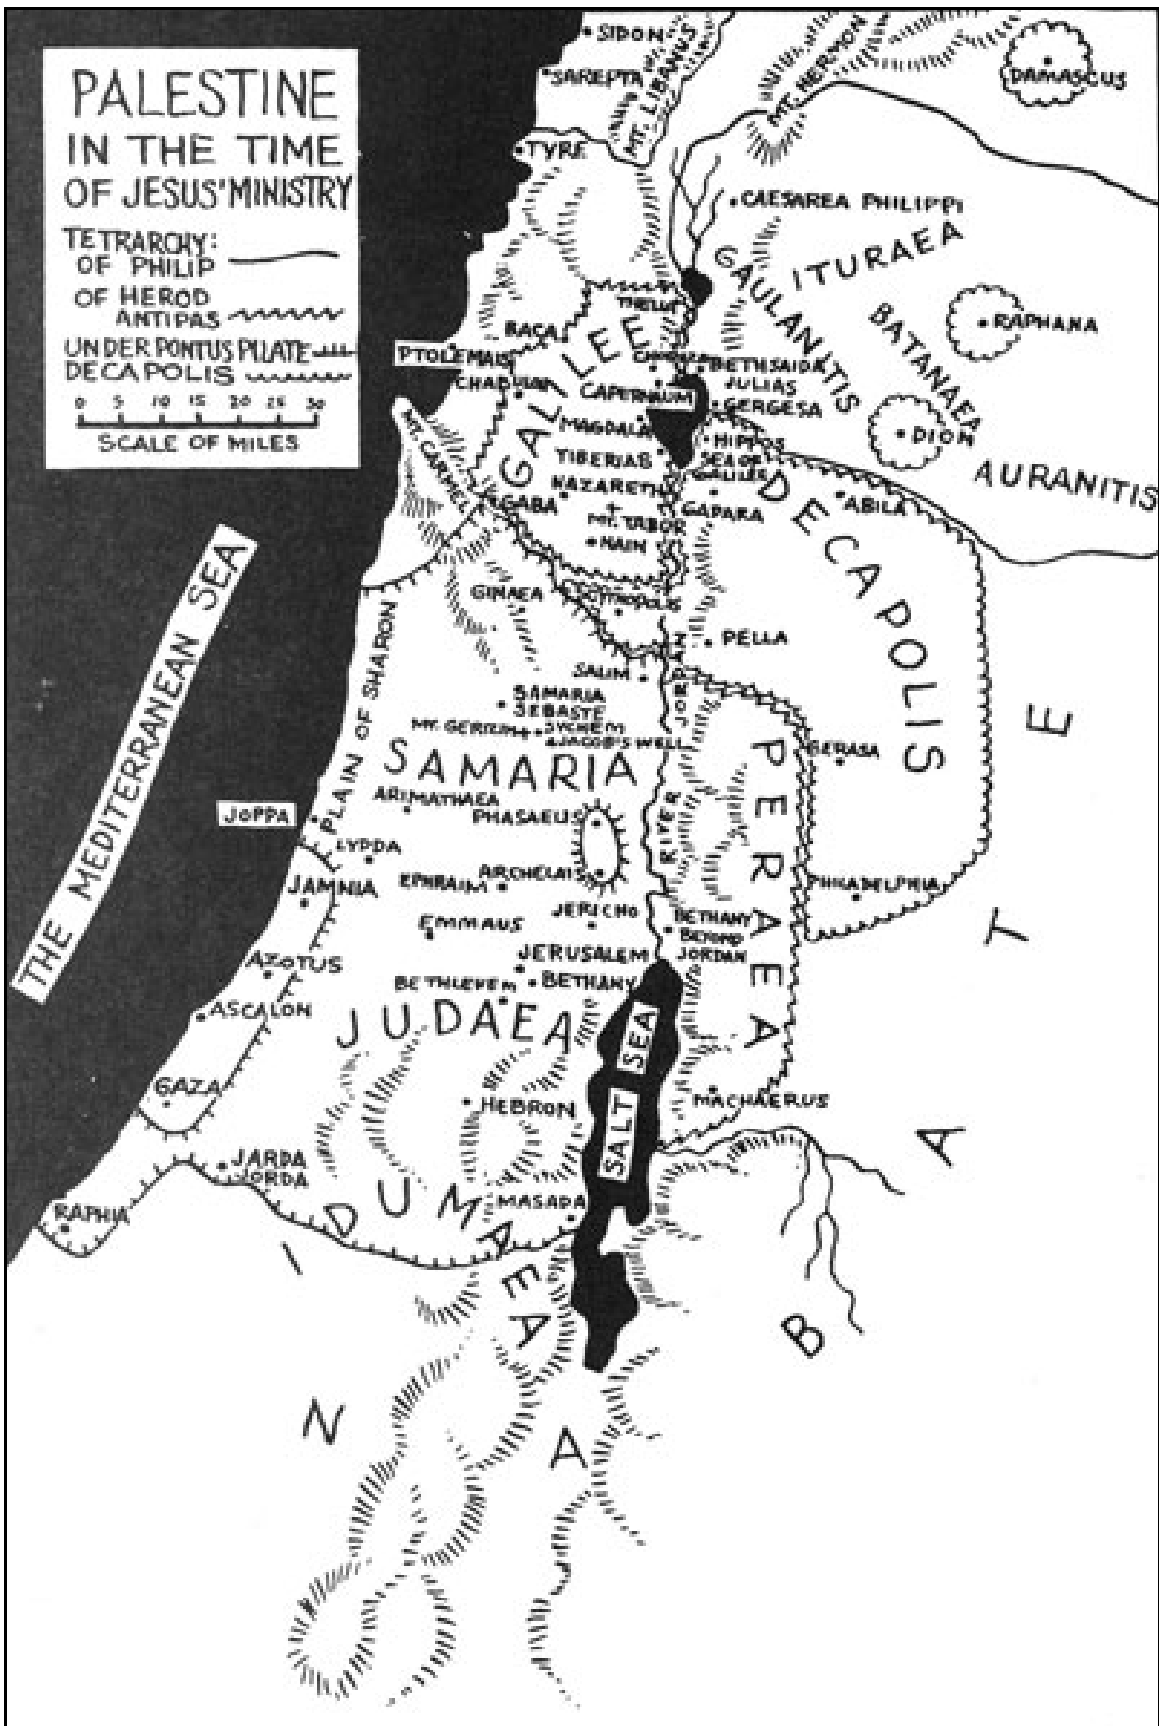 PALESTINE
IN THE TIME
OF JESUS' MINISTRY
TETRARCHY:
OF PHILIP
OF HEROD
ANTIPAS
UNDER PONTUS PILATE
DECAPOLIS
0 5 10 15 20 25 30
SCALE OF MILES
SIDON
SAREPTA
MT. LIBANUS
MT. HERMON
DAMASCUS
TYRE
CAESAREA PHILIPPI
ITURAEA
GAULANITIS
BATANAEA
RAPHANA
THELLA
BACA
GALILEE
PTOLEMAIS
BETHSAIDA
JULIAS
CAPERNAUM
GERGESA
DION
MT. CARMEL
MAGDALA
HIPPOS
TIBERIAS
SEA OF
GALILEE
AURANITIS
NAZARETH
GABA
GAPARA
ABILA
MT. TABOR
NAIN
DECAPOLIS
GINAEA
SCYTHOPOLIS
PELLA
PLAIN OF SHARON
SALIM
RIVER JORDAN
SAMARIA
SEBASTE
MT. GERIZIM
SYCHEM
JACOB'S WELL
SAMARIA
PERAEA
GERASA
THE MEDITERRANEAN SEA
ARIMATHAEA
JOPPA
PHASAELIS
LYPDA
ARCHELAIS
JAMNIA
EPHRAIM
PHILADELPHIA
JERICHO
BETHANY
BEYOND
JORDAN
EMMAUS
JERUSALEM
AZOTUS
BETHLEHEM
BETHANY
ASCALON
JUDAEA
SALT SEA
GAZA
HEBRON
MACHAERUS
JARDA
JORDA
MASADA
RAPHIA
IDUMAEA
NABATE